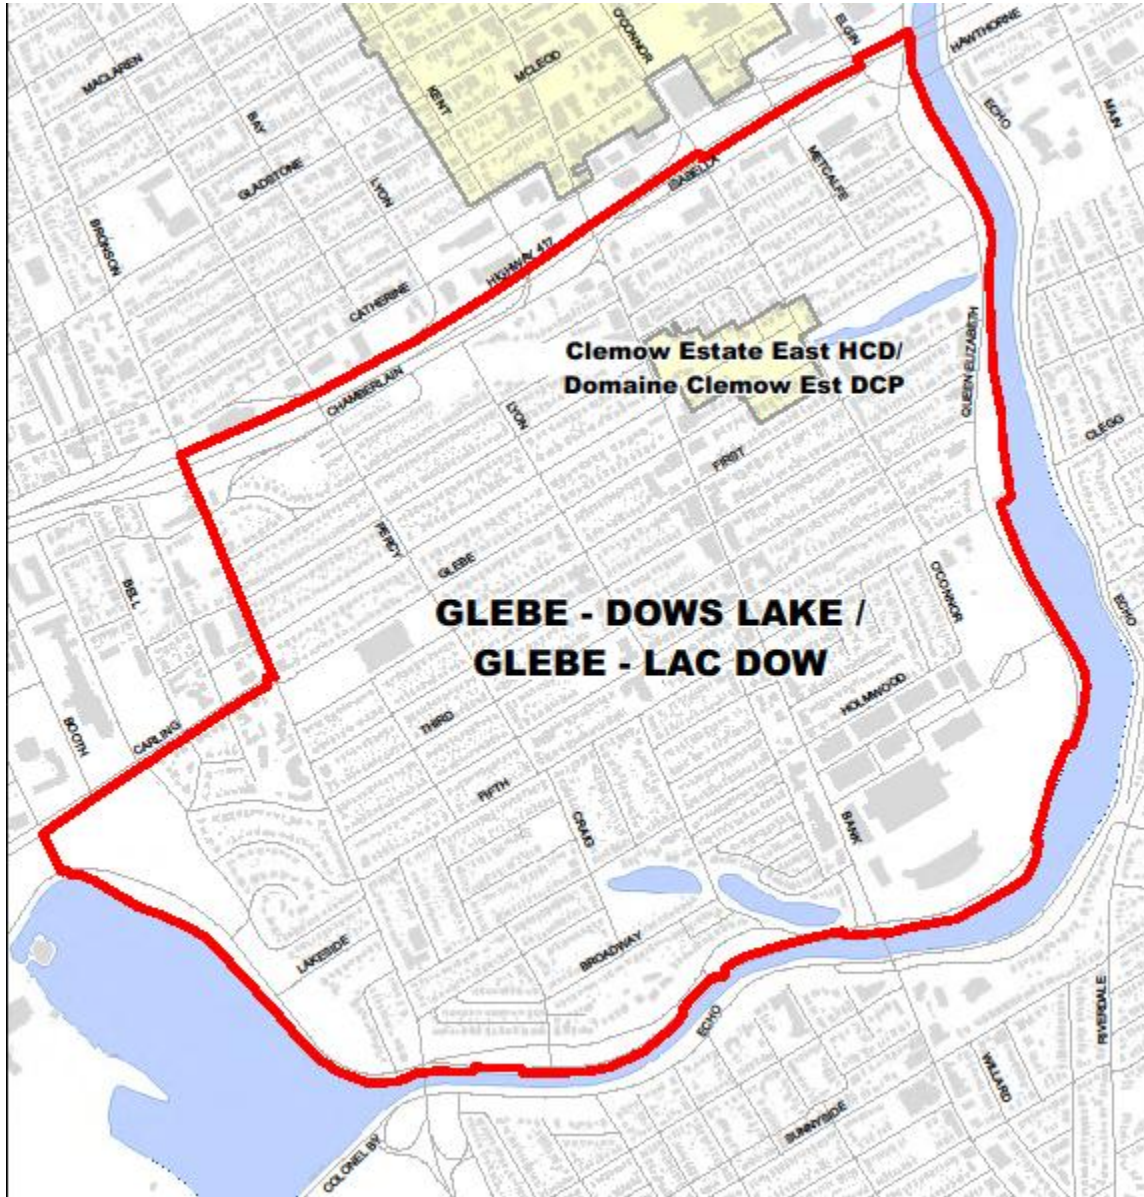 ELGIN
HAWTHORNE
O'CONNOR
MACLAREN
MCLEOD
KENT
ECHO
MAIN
BAY
GLADSTONE
LYON
ISABELLA
METCALFE
BRONSON
HIGHWAY 417
CATHERINE
QUEEN ELIZABETH
Clemow Estate East HCD/
Domaine Clemow Est DCP
CHAMBERLAIN
LYON
CLEGG
FIRST
PERCY
GLEBE
BELL
O'CONNOR
ECHO
GLEBE - DOWS LAKE /
GLEBE - LAC DOW
HOLMWOOD
THIRD
BOOTH
CARLING
FIFTH
CRAIG
BANK
LAKESIDE
BROADWAY
ECHO
RIVERDALE
WILLARD
SUNNYSIDE
COLONEL BY